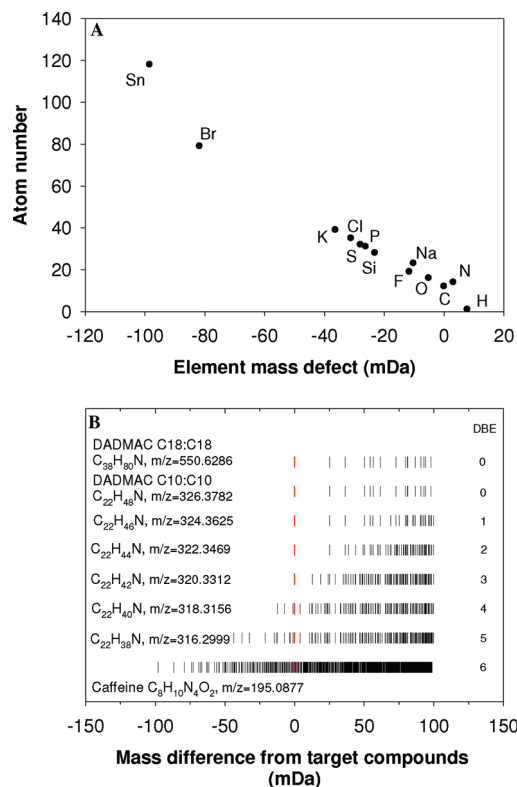 A
140
120
100
80
60
40
20
0
Atom number
Sn
Br
K
Cl
P
S
Si
Na
F
N
O
C
H
-120 -100 -80 -60 -40 -20 0 20
Element mass defect (mDa)
B
DBE
DADMAC C18:C18
C₃₈H₈₀N, m/z=550.6286 0
DADMAC C10:C10
C₂₂H₄₈N, m/z=326.3782 0
C₂₂H₄₆N, m/z=324.3625 1
C₂₂H₄₄N, m/z=322.3469 2
C₂₂H₄₂N, m/z=320.3312 3
C₂₂H₄₀N, m/z=318.3156 4
C₂₂H₃₈N, m/z=316.2999 5
6
Caffeine C₈H₁₀N₄O₂, m/z=195.0877
-150 -100 -50 0 50 100 150
Mass difference from target compounds
(mDa)